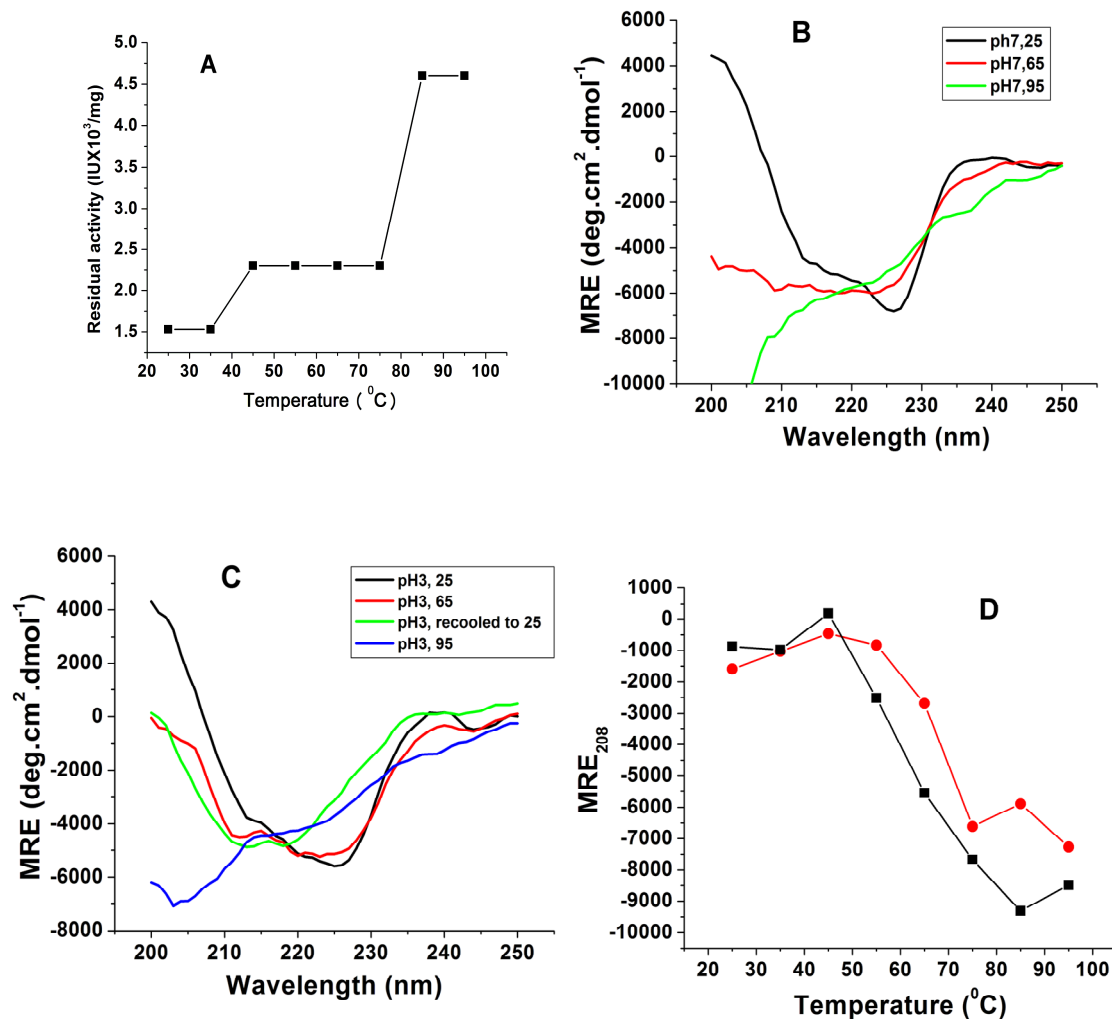 A
Residual activity (IUX10³/mg)
5.0
4.5
4.0
3.5
3.0
2.5
2.0
1.5
20 30 40 50 60 70 80 90 100
Temperature ( ⁰C)
B
ph7,25
pH7,65
pH7,95
MRE (deg.cm².dmol⁻¹)
6000
4000
2000
0
-2000
-4000
-6000
-8000
-10000
200 210 220 230 240 250
Wavelength (nm)
C
pH3, 25
pH3, 65
pH3, recooled to 25
pH3, 95
MRE (deg.cm².dmol⁻¹)
6000
4000
2000
0
-2000
-4000
-6000
-8000
200 210 220 230 240 250
Wavelength (nm)
D
MRE₂₀₈
1000
0
-1000
-2000
-3000
-4000
-5000
-6000
-7000
-8000
-9000
-10000
20 30 40 50 60 70 80 90 100
Temperature (⁰C)